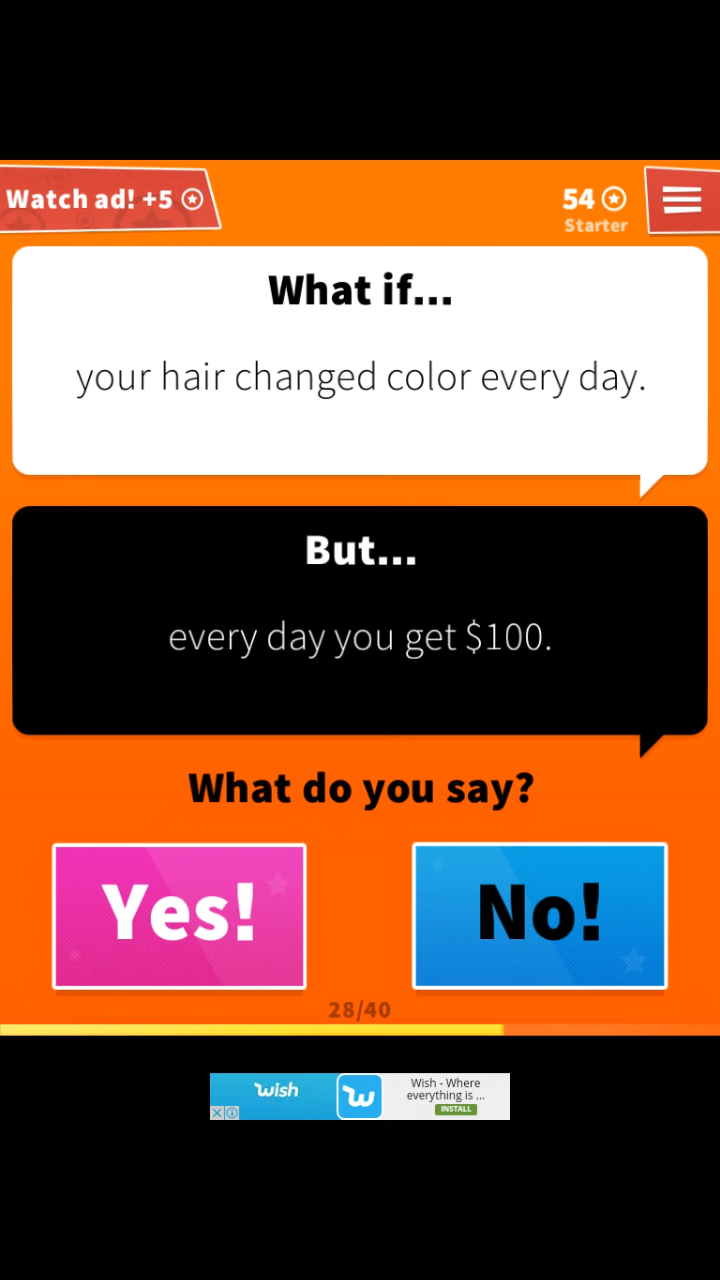 Watch ad! +5
54
Starter
What if...
your hair changed color every day.
But...
every day you get $100.
What do you say?
Yes!
No!
28/40
wish
w
Wish - Where
everything is ...
INSTALL